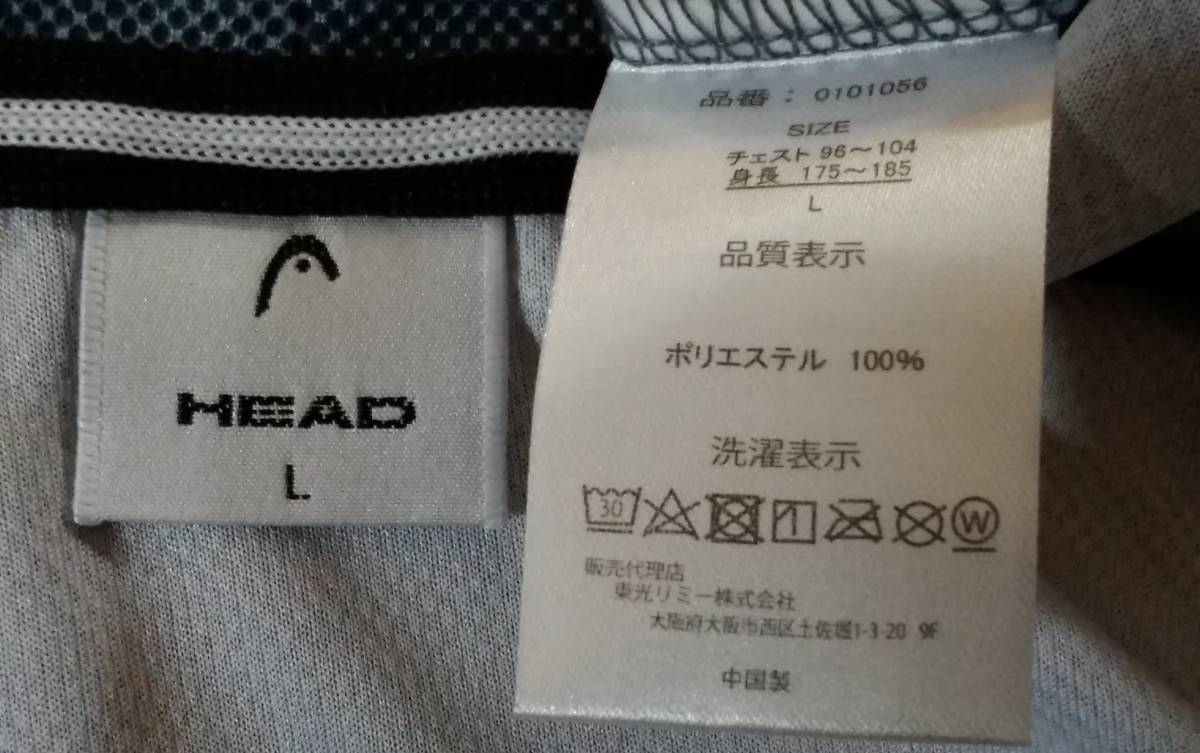 HEAD
L
品番：0101056
SIZE
チェスト 96～104
身長 175～185
L
品質表示
ポリエステル 100%
洗濯表示
30
W
販売代理店
東光リミー株式会社
大阪府大阪市西区土佐堀1-3-20 9F
中国製